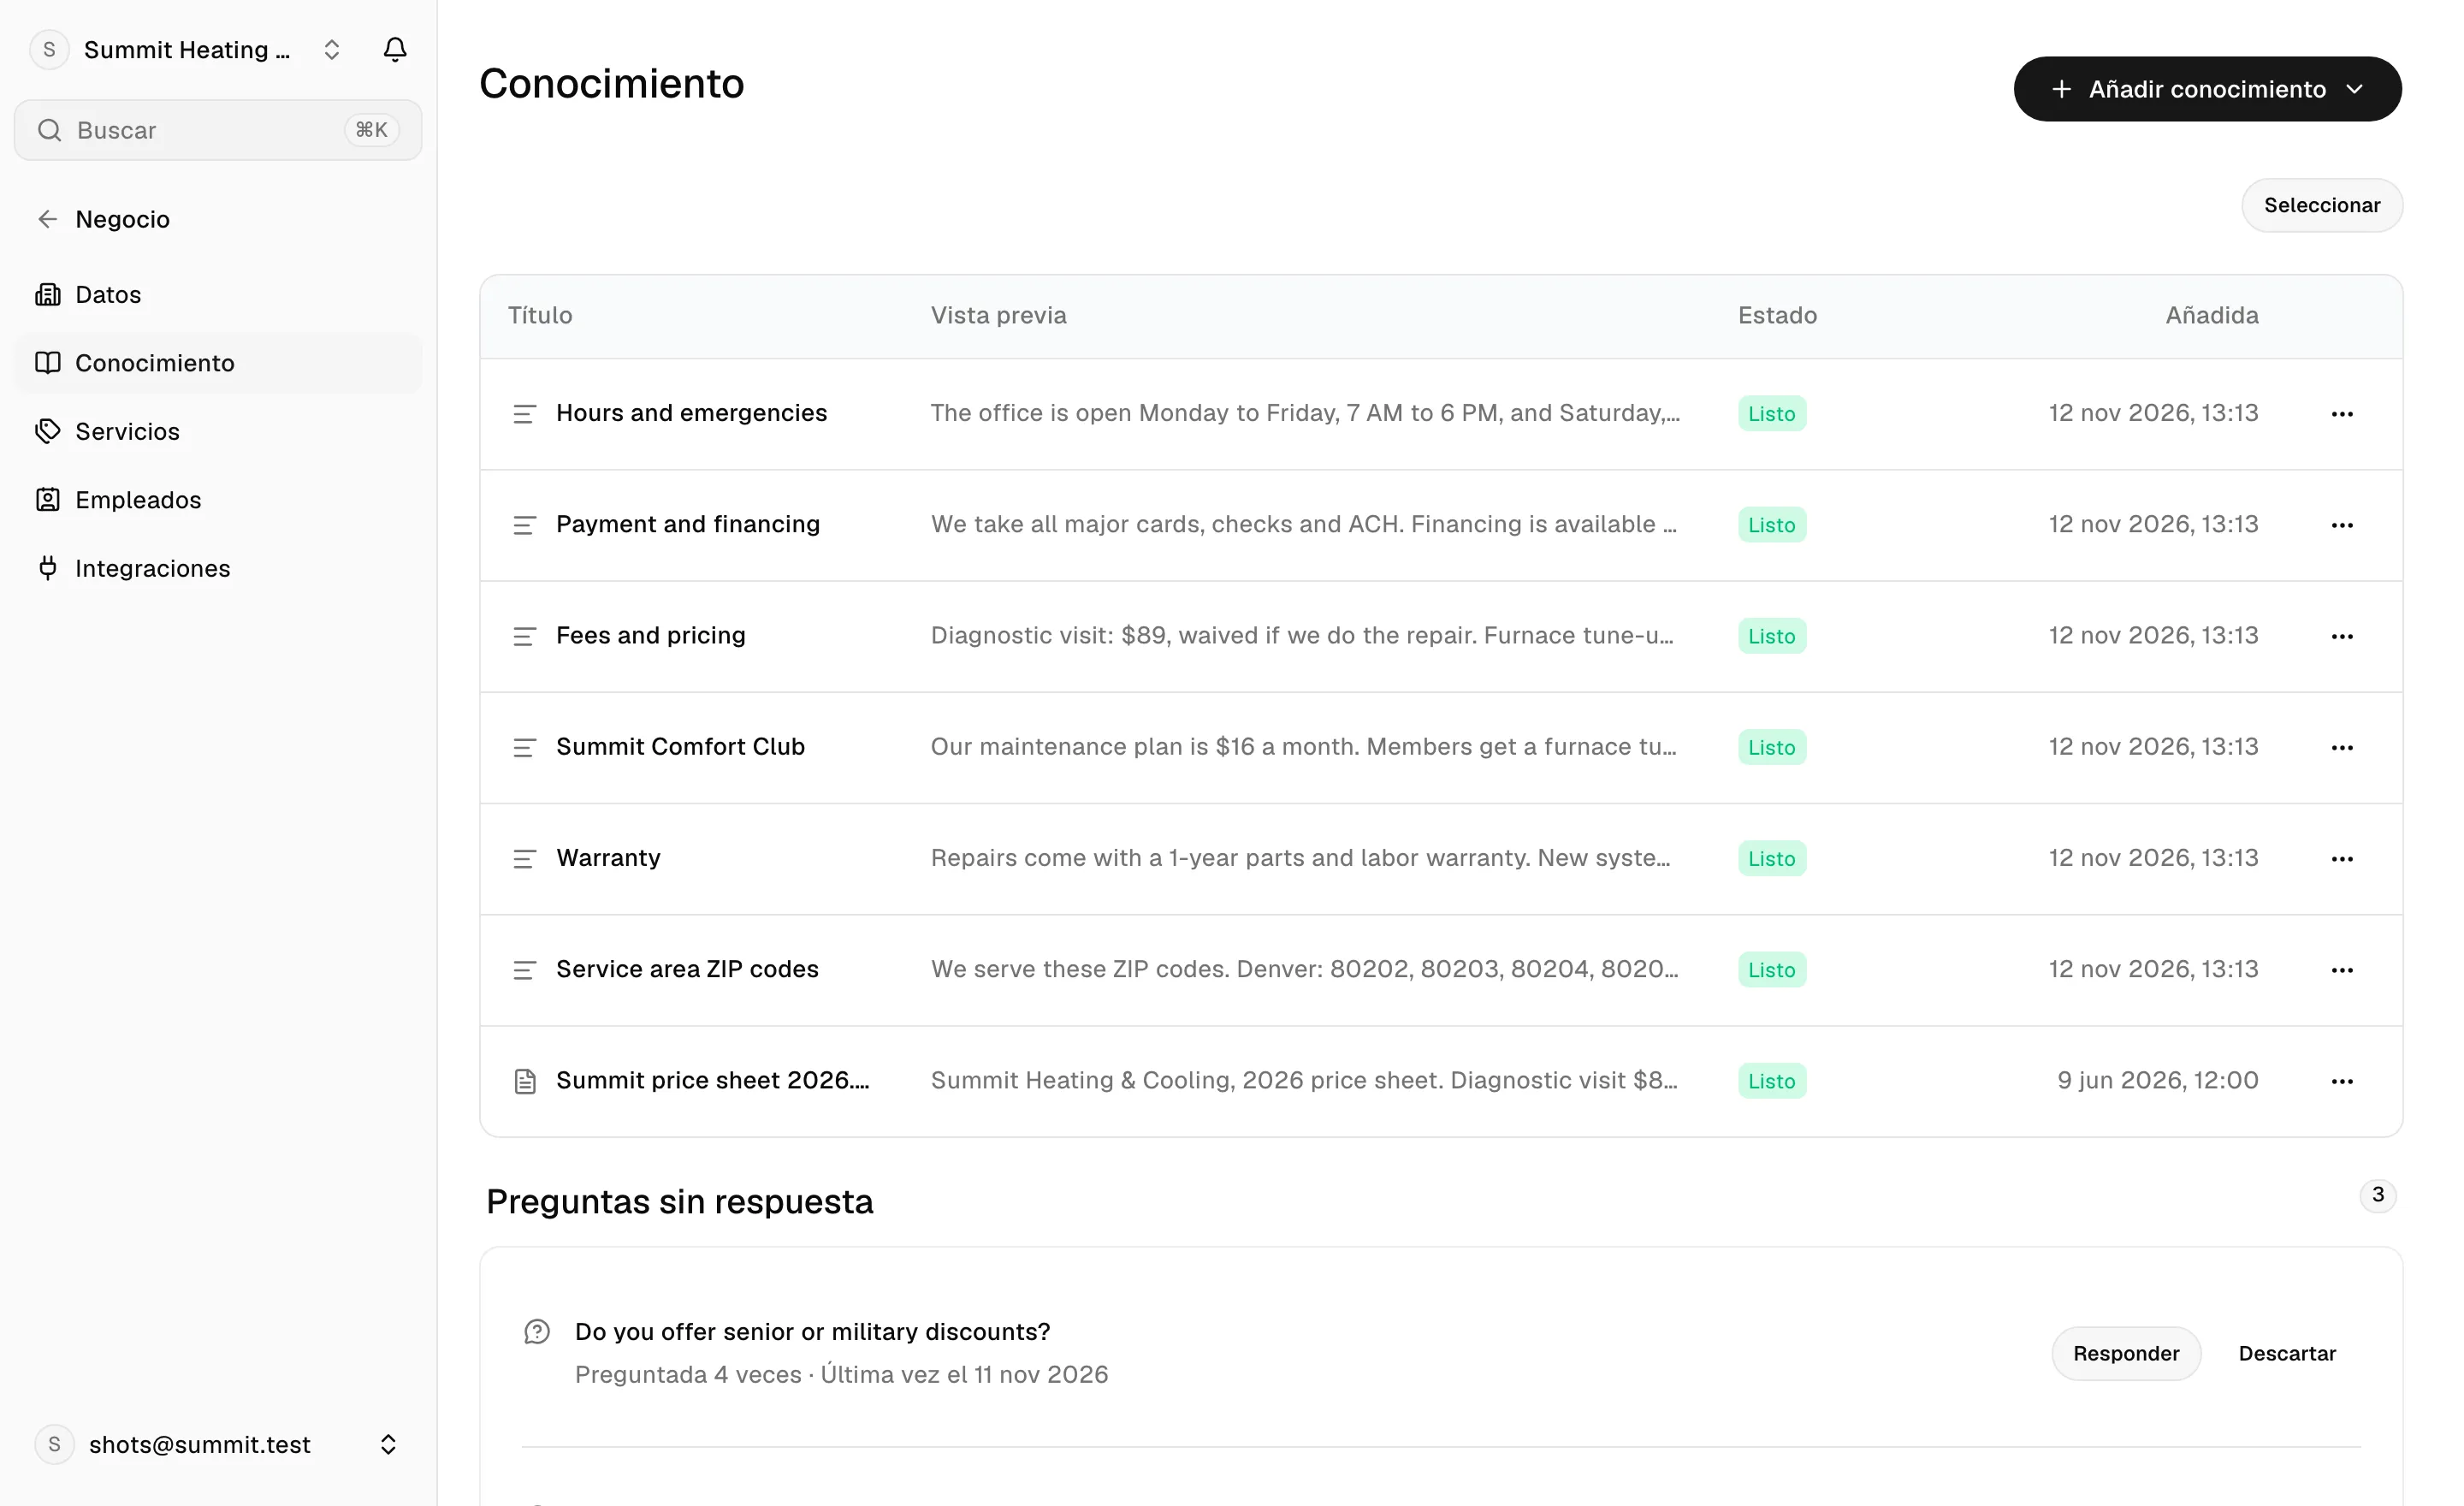 S Summit Heating ...
Buscar ⌘K
Negocio
Datos
Conocimiento
Servicios
Empleados
Integraciones
S shots@summit.test
Conocimiento
+ Añadir conocimiento
Seleccionar
Título Vista previa Estado Añadida
Hours and emergencies The office is open Monday to Friday, 7 AM to 6 PM, and Saturday,... Listo 12 nov 2026, 13:13
Payment and financing We take all major cards, checks and ACH. Financing is available ... Listo 12 nov 2026, 13:13
Fees and pricing Diagnostic visit: $89, waived if we do the repair. Furnace tune-u... Listo 12 nov 2026, 13:13
Summit Comfort Club Our maintenance plan is $16 a month. Members get a furnace tu... Listo 12 nov 2026, 13:13
Warranty Repairs come with a 1-year parts and labor warranty. New syste... Listo 12 nov 2026, 13:13
Service area ZIP codes We serve these ZIP codes. Denver: 80202, 80203, 80204, 8020... Listo 12 nov 2026, 13:13
Summit price sheet 2026.... Summit Heating & Cooling, 2026 price sheet. Diagnostic visit $8... Listo 9 jun 2026, 12:00
Preguntas sin respuesta 3
Do you offer senior or military discounts?
Preguntada 4 veces · Última vez el 11 nov 2026
Responder Descartar